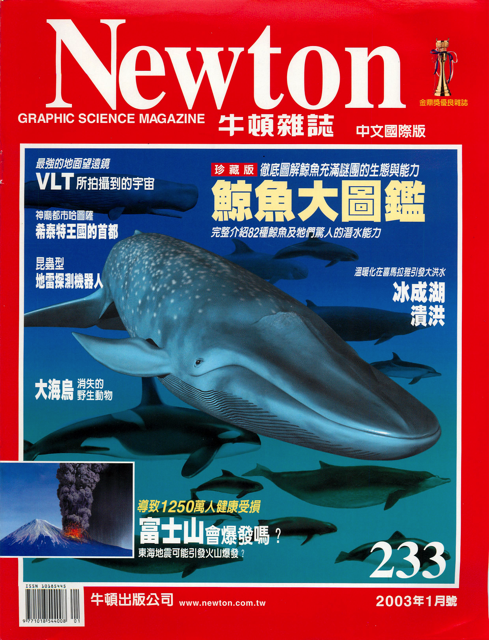 Newton
金鼎獎優良雜誌
GRAPHIC SCIENCE MAGAZINE
牛頓雜誌
中文國際版
最強的地面望遠鏡
VLT所拍攝到的宇宙
珍藏版
徹底圖解鯨魚充滿謎團的生態與能力
鯨魚大圖鑑
完整介紹82種鯨魚及牠們驚人的潛水能力
神廟都市哈圖薩
希泰特王國的首都
昆蟲型
地雷探測機器人
溫暖化在喜馬拉雅引發大洪水
冰成湖
潰洪
大海烏
消失的
野生動物
導致1250萬人健康受損
富士山會爆發嗎?
東海地震可能引發火山爆發?
233
牛頓出版公司
www.newton.com.tw
2003年1月號